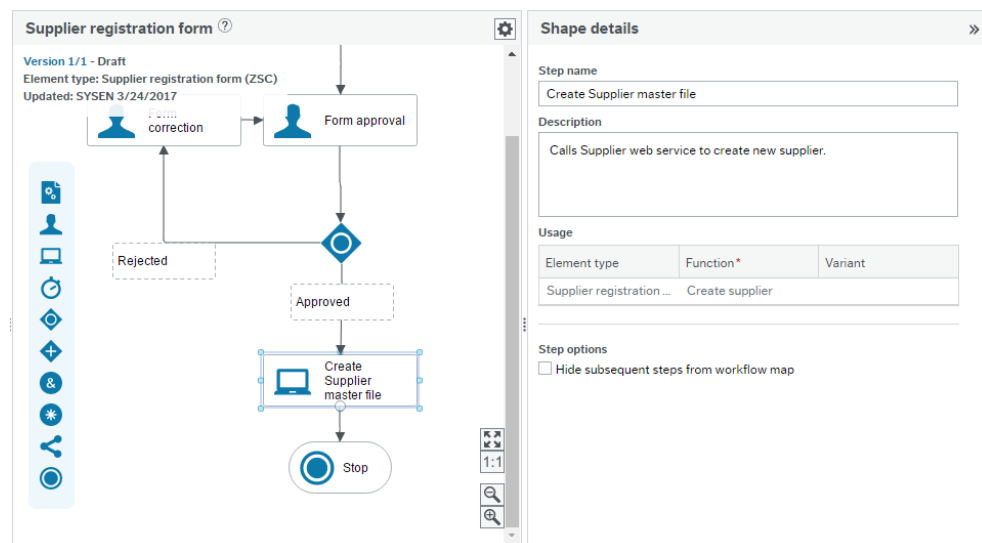 Supplier registration form ?
Version 1/1 - Draft
Element type: Supplier registration form (ZSC)
Updated: SYSEN 3/24/2017
correction
Form approval
Rejected
Approved
Create
Supplier
master file
Stop
&
1:1
Shape details
Step name
Create Supplier master file
Description
Calls Supplier web service to create new supplier.
Usage
Element type Function* Variant
Supplier registration ... Create supplier
Step options
Hide subsequent steps from workflow map